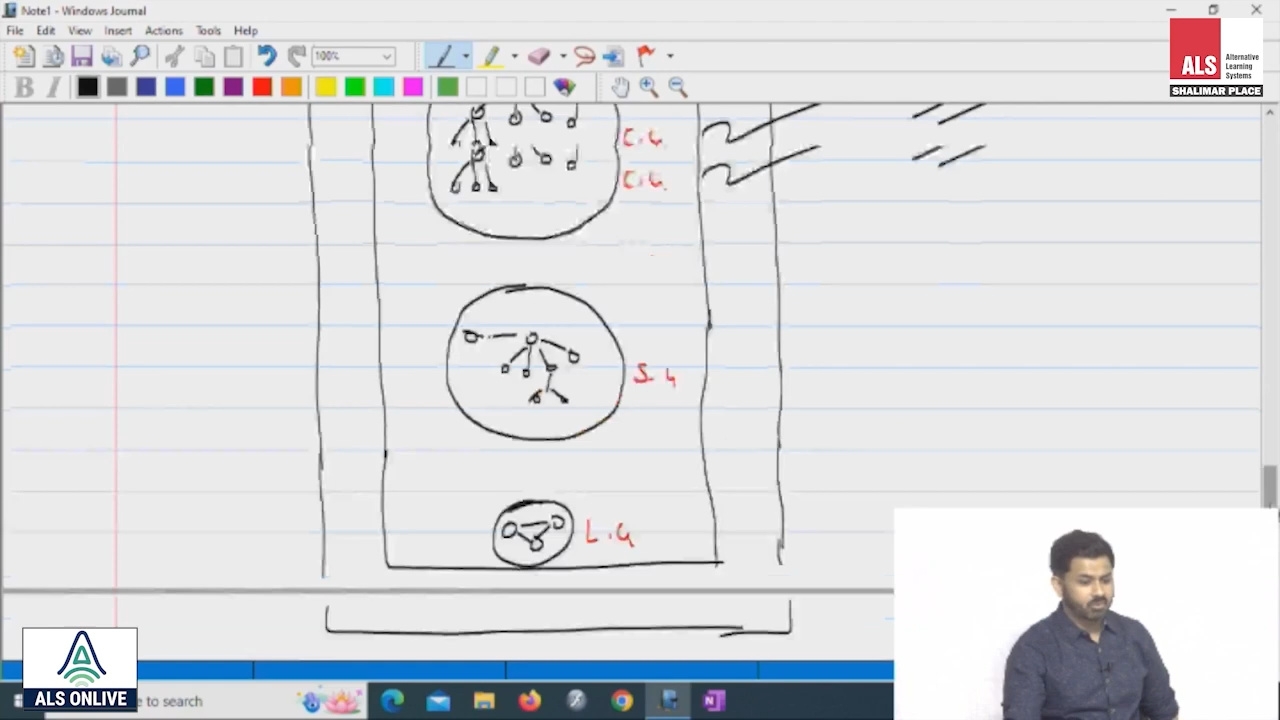 Note1 - Windows Journal
File Edit View Insert Actions Tools Help
100%
B I
ALS
Alternative
Learning
Systems
SHALIMAR PLACE
C.G.
C.G.
S.G
L.G
ALS ONLIVE
e to search